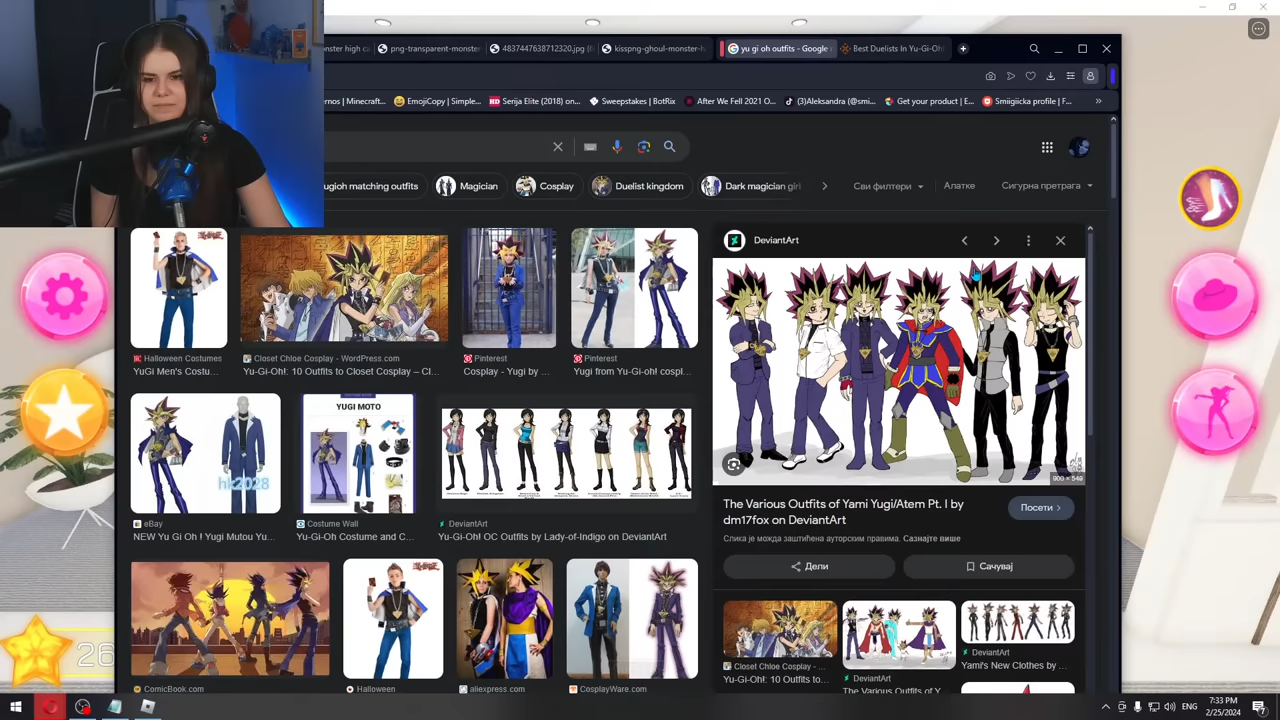 onster high ca
png-transparent-monster
4837447638712320.jpg (6
kisspng-ghoul-monster-h
yu gi oh outfits - Google
Best Duelists In Yu-Gi-Oh!
rnos | Minecraft...
EmojiCopy | Simple...
Serija Elite (2018) on...
Sweepstakes | BotRix
After We Fell 2021 O...
(3)Aleksandra (@smi...
Get your product | E...
Smiigiicka profile | F...
ugioh matching outfits
Magician
Cosplay
Duelist kingdom
Dark magician girl
Сви филтери
Алатке
Сигурна претрага
DeviantArt
900 × 549
Halloween Costumes
YuGi Men's Costu...
Closet Chloe Cosplay - WordPress.com
Yu-Gi-Oh!: 10 Outfits to Closet Cosplay – Cl...
Pinterest
Cosplay - Yugi by ...
Pinterest
Yugi from Yu-Gi-oh! cospl...
YUGI MOTO
hk2028
The Various Outfits of Yami Yugi/Atem Pt. I by
dm17fox on DeviantArt
Посети
Слика је можда заштићена ауторским правима. Сазнајте више
eBay
NEW Yu Gi Oh ! Yugi Mutou Yu...
Costume Wall
Yu-Gi-Oh Costume and C...
DeviantArt
Yu-Gi-Oh! OC Outfits by Lady-of-Indigo on DeviantArt
Дели
Сачувај
Closet Chloe Cosplay - ...
Yu-Gi-Oh!: 10 Outfits to...
DeviantArt
The Various Outfits of Y...
DeviantArt
Yami's New Clothes by ...
ComicBook.com
Halloween
aliexpress.com
CosplayWare.com
26
ENG
7:33 PM
2/25/2024
7